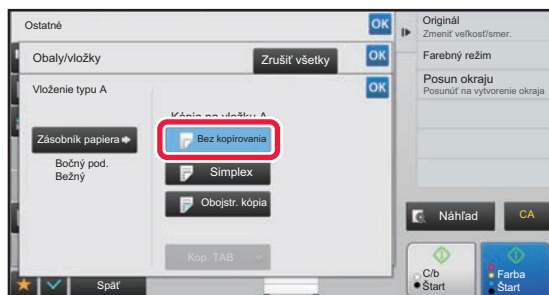 Ostatné
OK
Obaly/vložky
Zrušiť všetky
OK
Vloženie typu A
OK
Kópia na vložku A
Zásobník papiera
Bočný pod.
Bežný
Bez kopírovania
Simplex
Obojstr. kópia
Kop. TAB
Späť
Originál
Zmeniť veľkosť/smer.
Farebný režim
Posun okraju
Posunúť na vytvorenie okraja
Náhľad
CA
C/b
Štart
Farba
Štart